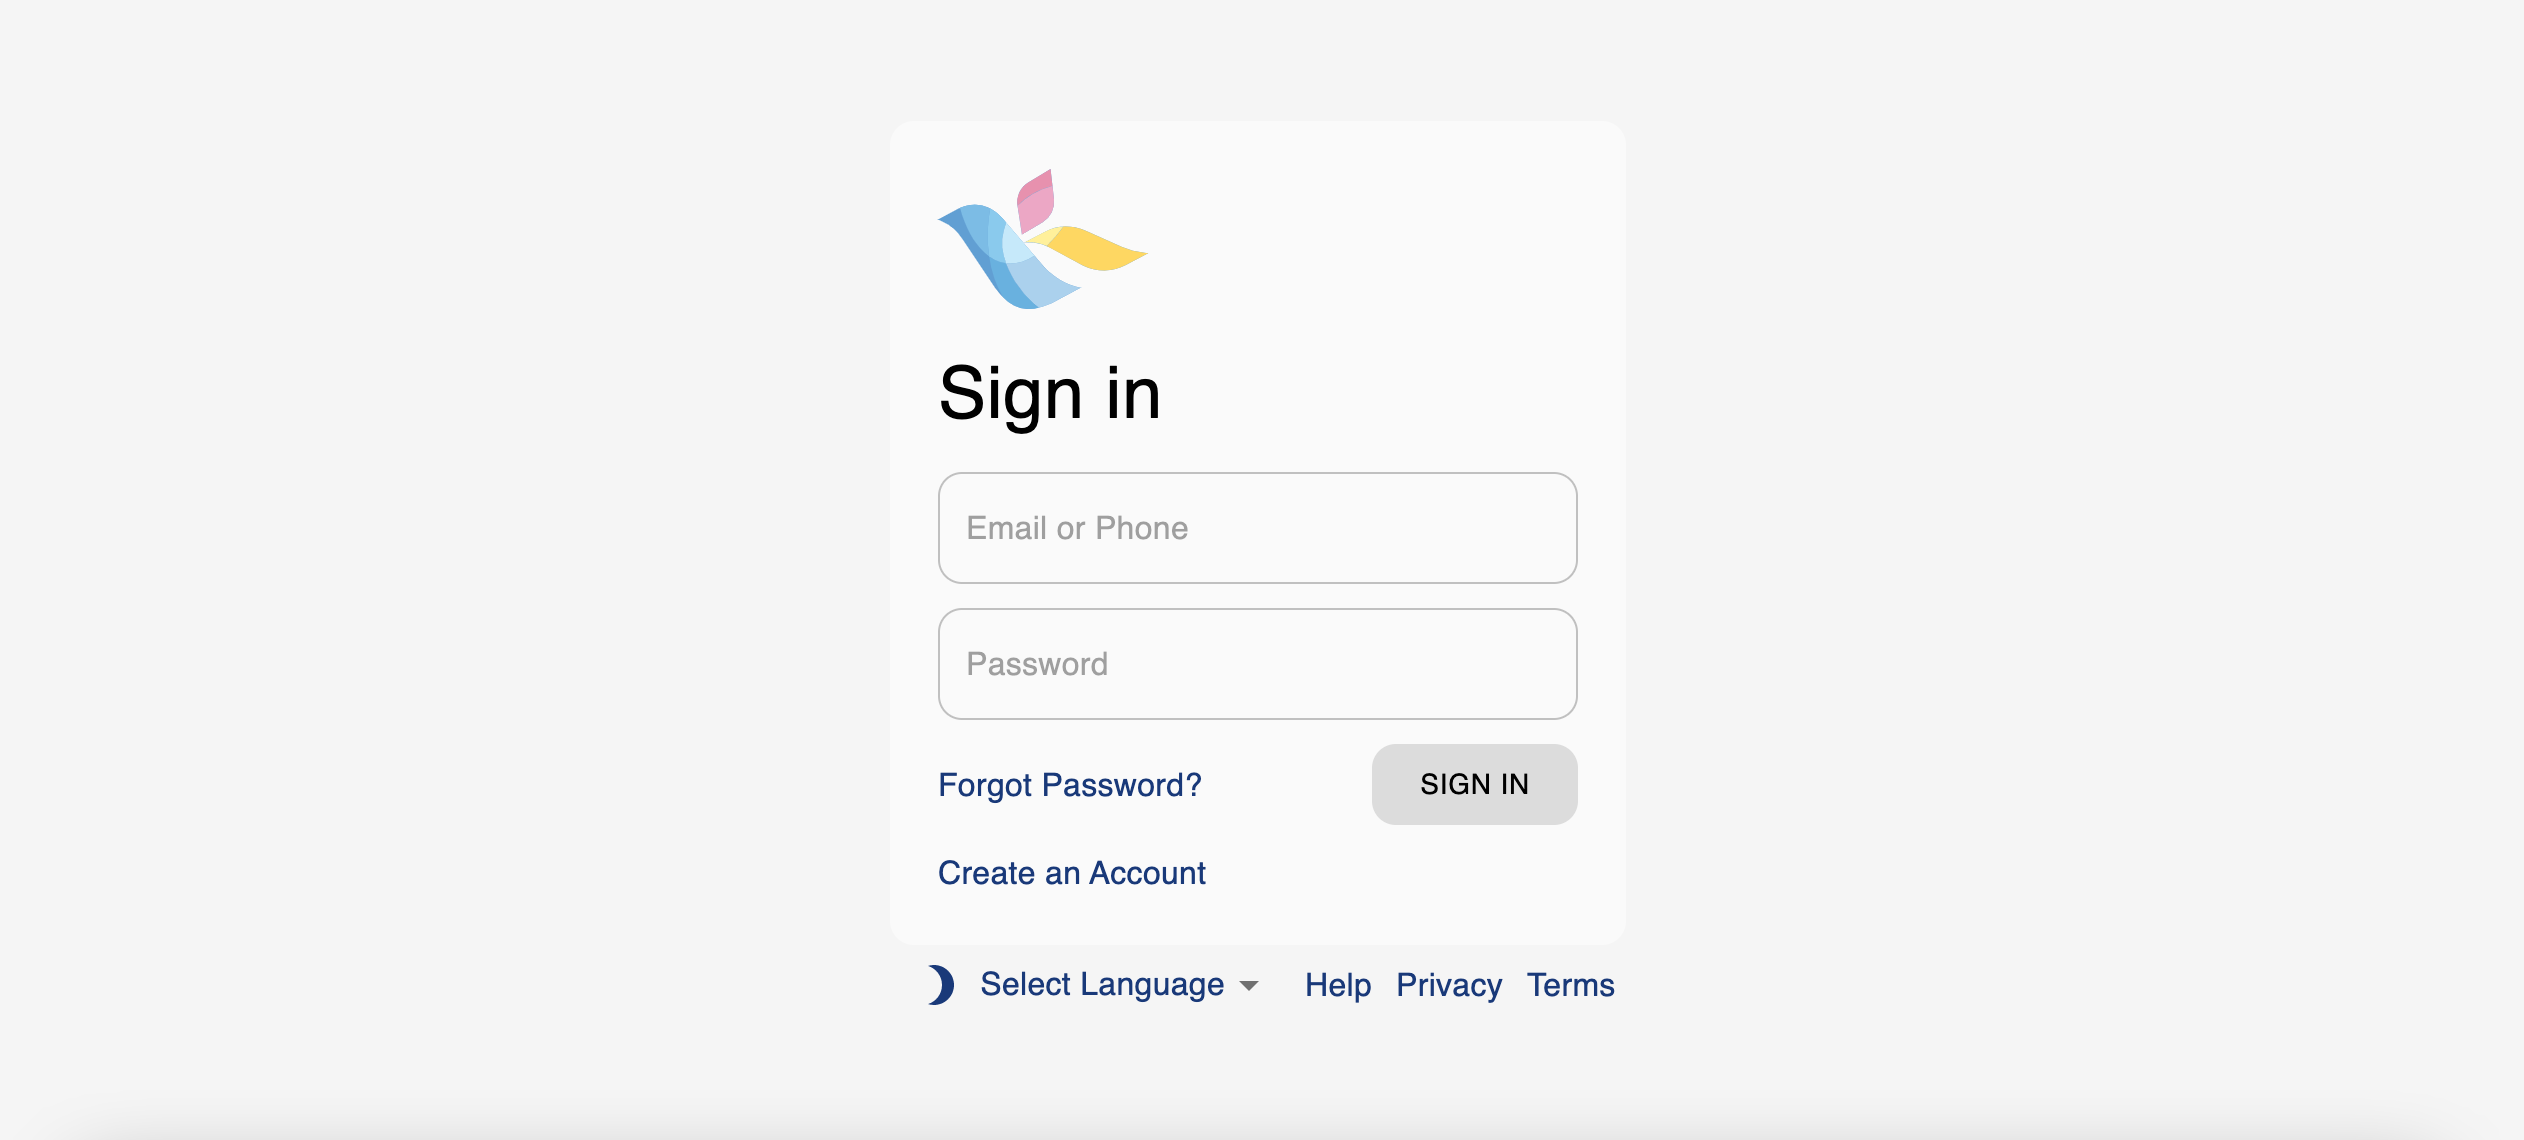 Sign in
Email or Phone
Password
Forgot Password?
SIGN IN
Create an Account
Select Language
Help Privacy Terms